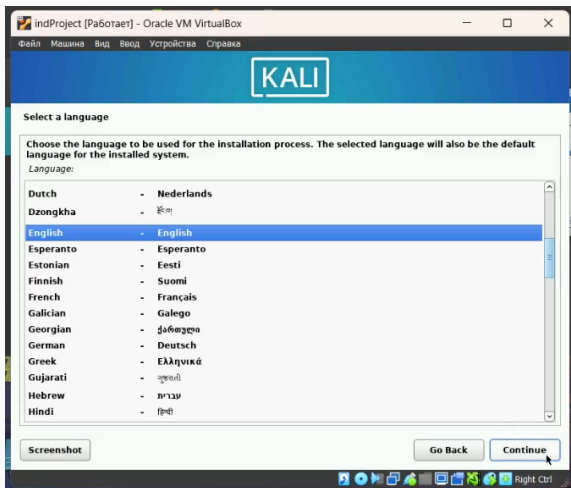 indProject [Работает] - Oracle VM VirtualBox
Файл Машина Вид Ввод Устройства Справка
KALI
Select a language
Choose the language to be used for the installation process. The selected language will also be the default
language for the installed system.
Language:
Dutch - Nederlands
Dzongkha - རྫོང་ཁ།
English - English
Esperanto - Esperanto
Estonian - Eesti
Finnish - Suomi
French - Français
Galician - Galego
Georgian - ქართული
German - Deutsch
Greek - Ελληνικά
Gujarati - ગુજરાતી
Hebrew - עברית
Hindi - हिन्दी
Screenshot Go Back Continue
Right Ctrl